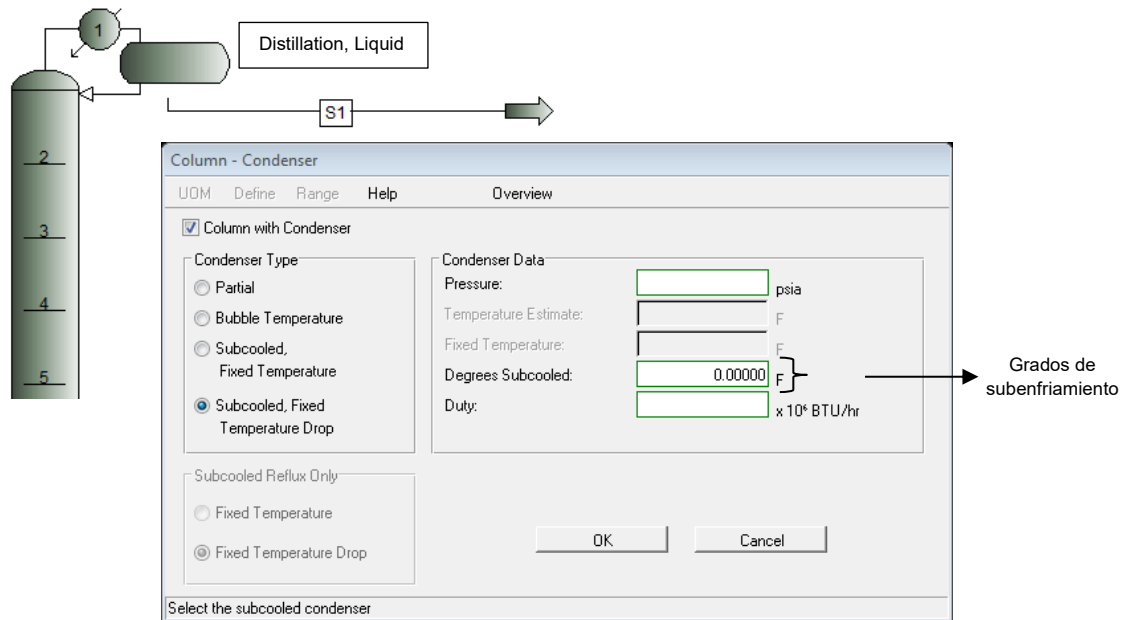 1
Distillation, Liquid
S1
2
3
4
5
Column - Condenser
UOM Define Range Help Overview
Column with Condenser
Condenser Type
Partial
Bubble Temperature
Subcooled,
Fixed Temperature
Subcooled, Fixed
Temperature Drop
Condenser Data
Pressure: psia
Temperature Estimate: F
Fixed Temperature: F
Degrees Subcooled: 0.00000 F
Duty: x 10⁶ BTU/hr
Grados de
subenfriamiento
Subcooled Reflux Only
Fixed Temperature
Fixed Temperature Drop
OK Cancel
Select the subcooled condenser